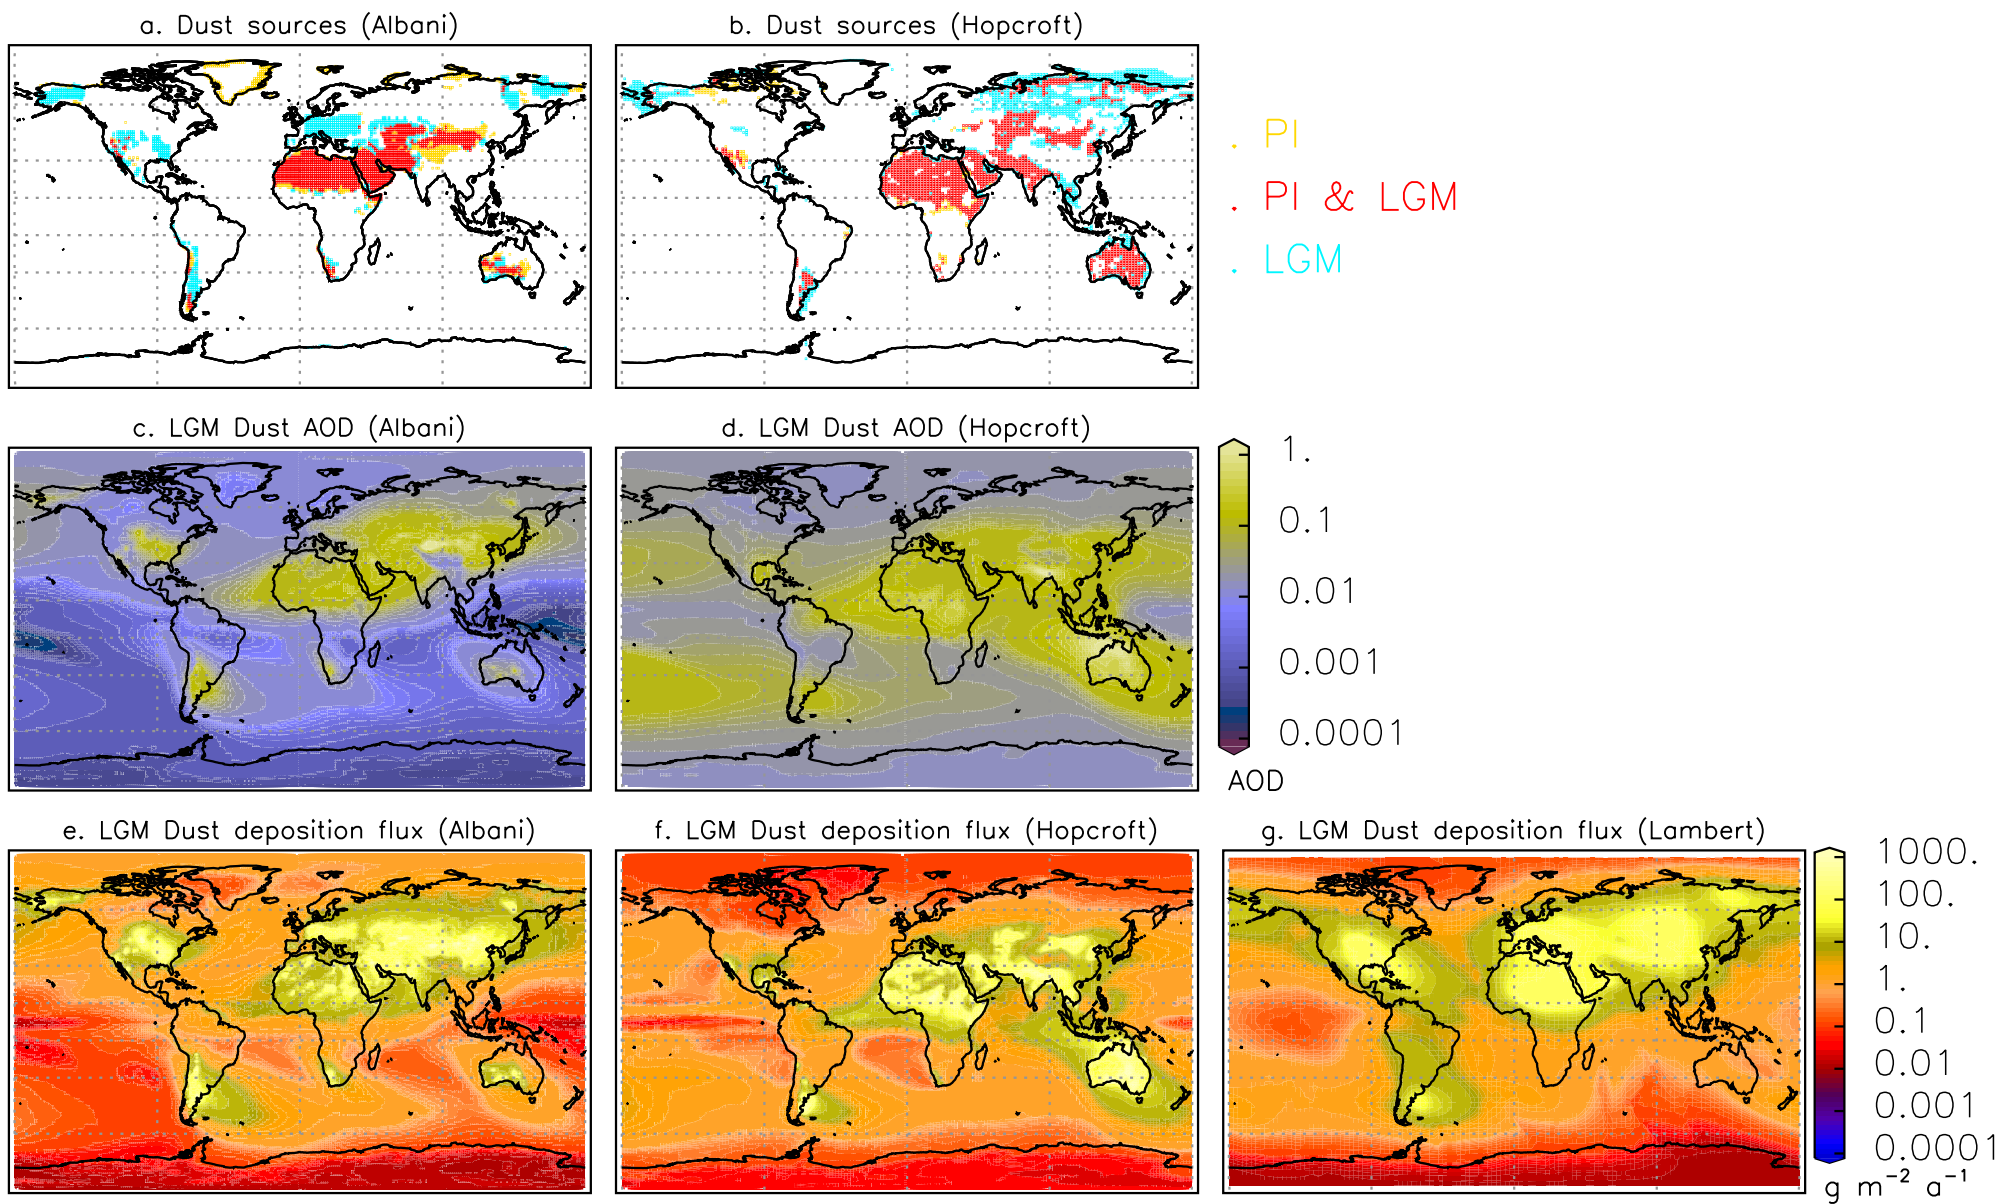 a. Dust sources (Albani)
b. Dust sources (Hopcroft)
. PI
. PI & LGM
. LGM
c. LGM Dust AOD (Albani)
d. LGM Dust AOD (Hopcroft)
1.
0.1
0.01
0.001
0.0001
AOD
e. LGM Dust deposition flux (Albani)
f. LGM Dust deposition flux (Hopcroft)
g. LGM Dust deposition flux (Lambert)
1000.
100.
10.
1.
0.1
0.01
0.001
0.0001
g m⁻² a⁻¹